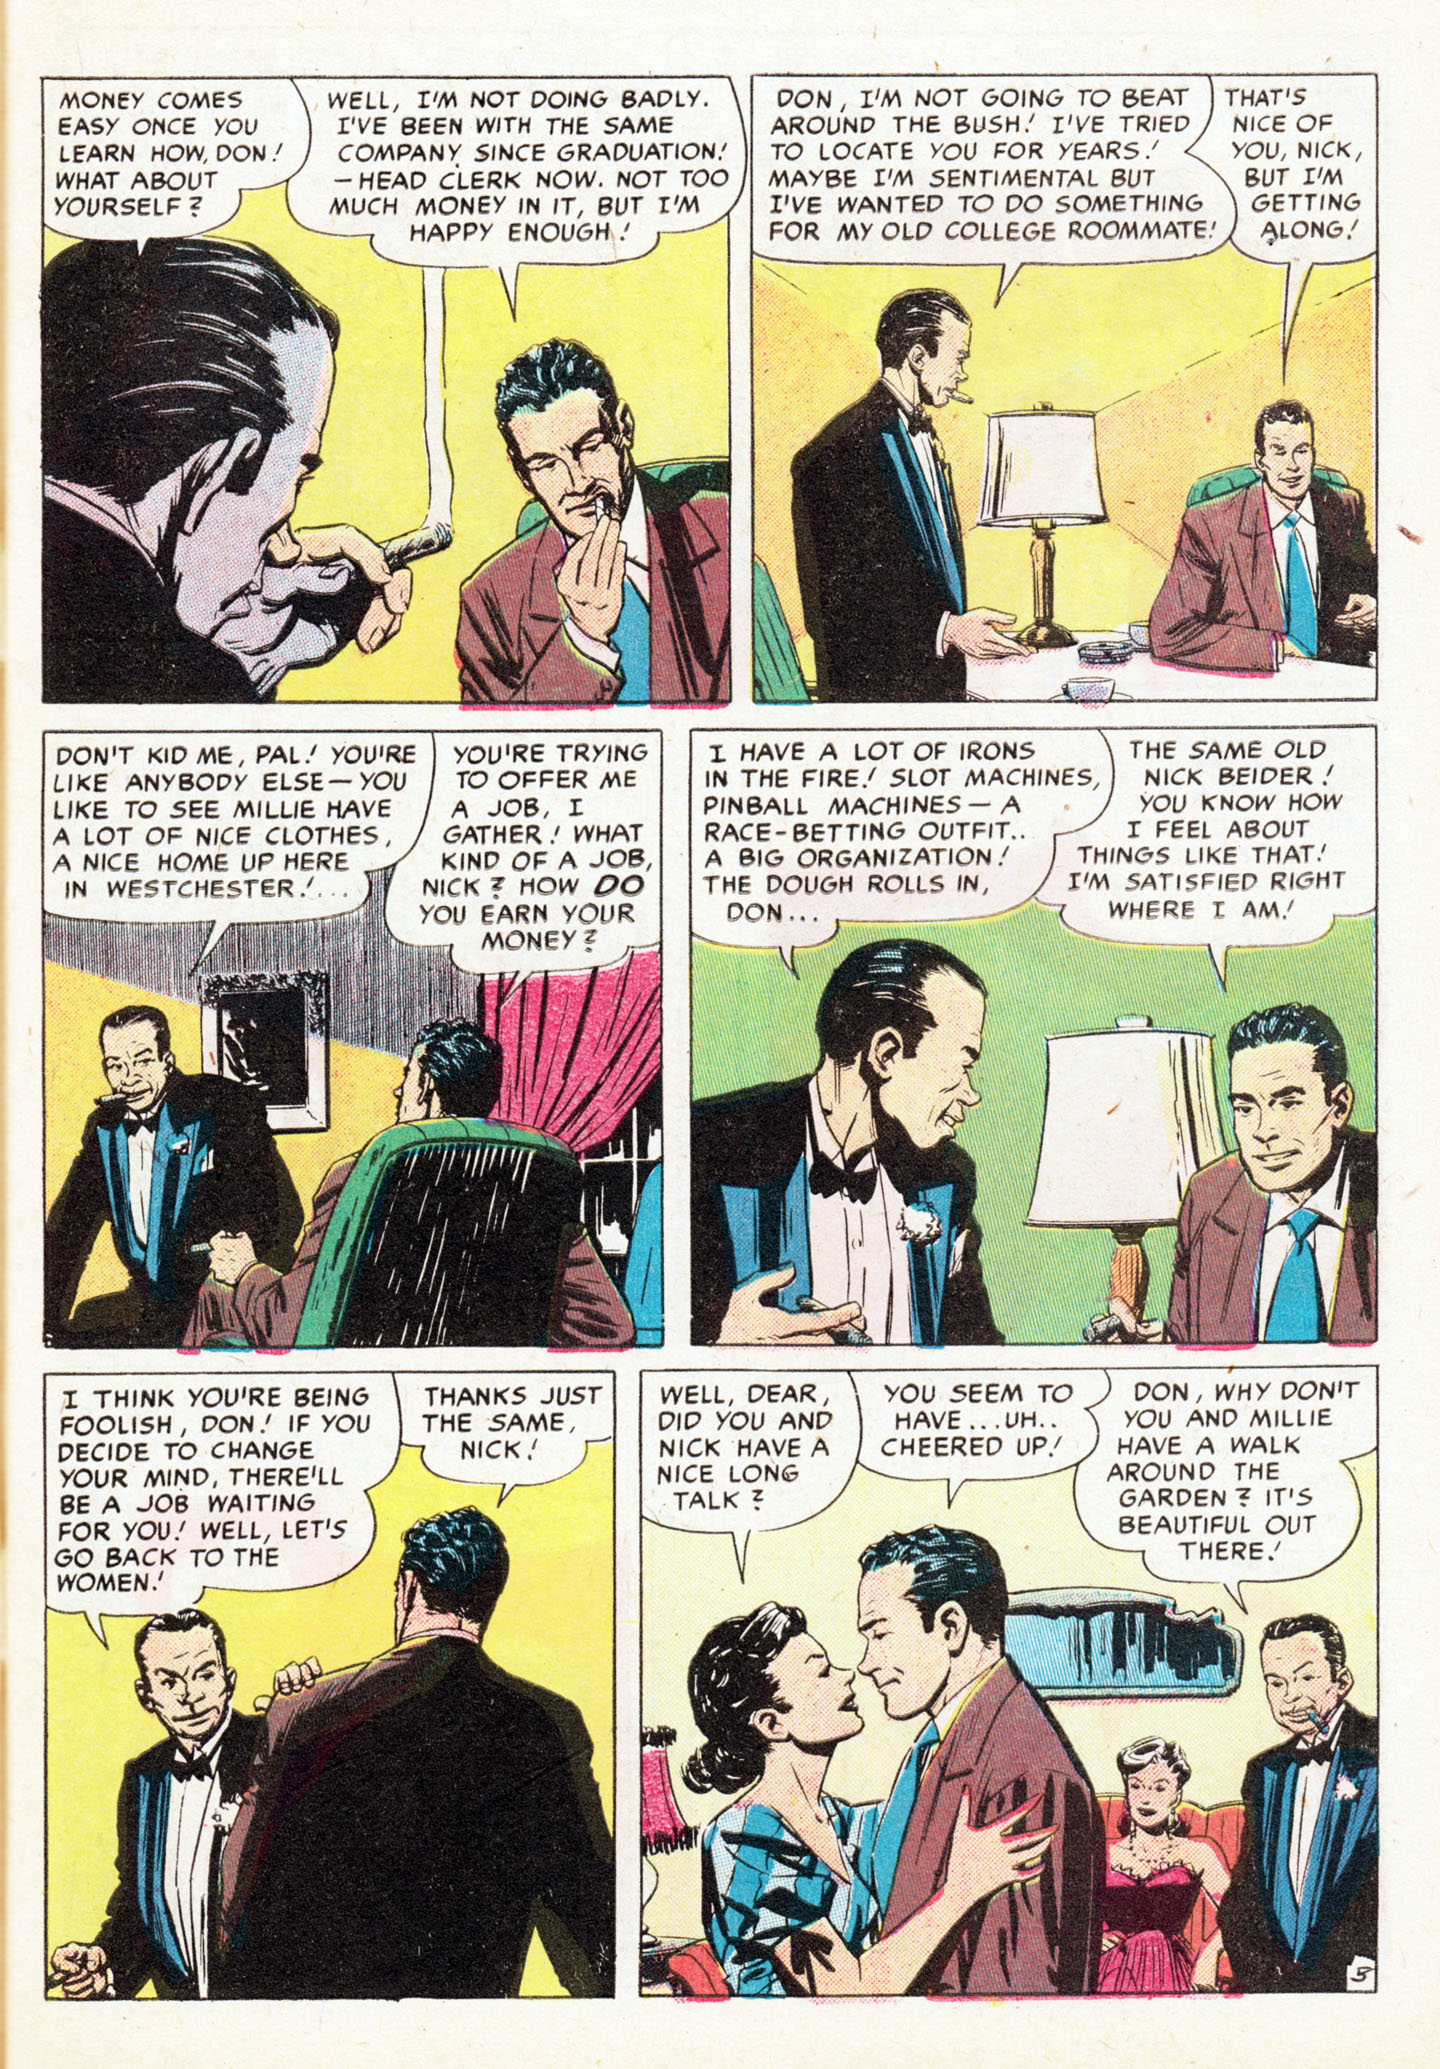 MONEY COMES
EASY ONCE YOU
LEARN HOW, DON!
WHAT ABOUT
YOURSELF?
WELL, I'M NOT DOING BADLY.
I'VE BEEN WITH THE SAME
COMPANY SINCE GRADUATION!
—HEAD CLERK NOW. NOT TOO
MUCH MONEY IN IT, BUT I'M
HAPPY ENOUGH!
DON, I'M NOT GOING TO BEAT
AROUND THE BUSH! I'VE TRIED
TO LOCATE YOU FOR YEARS!
MAYBE I'M SENTIMENTAL BUT
I'VE WANTED TO DO SOMETHING
FOR MY OLD COLLEGE ROOMMATE!
THAT'S
NICE OF
YOU, NICK,
BUT I'M
GETTING
ALONG!
DON'T KID ME, PAL! YOU'RE
LIKE ANYBODY ELSE—YOU
LIKE TO SEE MILLIE HAVE
A LOT OF NICE CLOTHES,
A NICE HOME UP HERE
IN WESTCHESTER!...
YOU'RE TRYING
TO OFFER ME
A JOB, I
GATHER! WHAT
KIND OF A JOB,
NICK? HOW DO
YOU EARN YOUR
MONEY?
I HAVE A LOT OF IRONS
IN THE FIRE! SLOT MACHINES,
PINBALL MACHINES— A
RACE-BETTING OUTFIT..
A BIG ORGANIZATION!
THE DOUGH ROLLS IN,
DON...
THE SAME OLD
NICK BEIDER!
YOU KNOW HOW
I FEEL ABOUT
THINGS LIKE THAT!
I'M SATISFIED RIGHT
WHERE I AM!
I THINK YOU'RE BEING
FOOLISH, DON! IF YOU
DECIDE TO CHANGE
YOUR MIND, THERE'LL
BE A JOB WAITING
FOR YOU! WELL, LET'S
GO BACK TO THE
WOMEN!
THANKS JUST
THE SAME,
NICK!
WELL, DEAR,
DID YOU AND
NICK HAVE A
NICE LONG
TALK?
YOU SEEM TO
HAVE...UH..
CHEERED UP!
DON, WHY DON'T
YOU AND MILLIE
HAVE A WALK
AROUND THE
GARDEN? IT'S
BEAUTIFUL OUT
THERE!
5